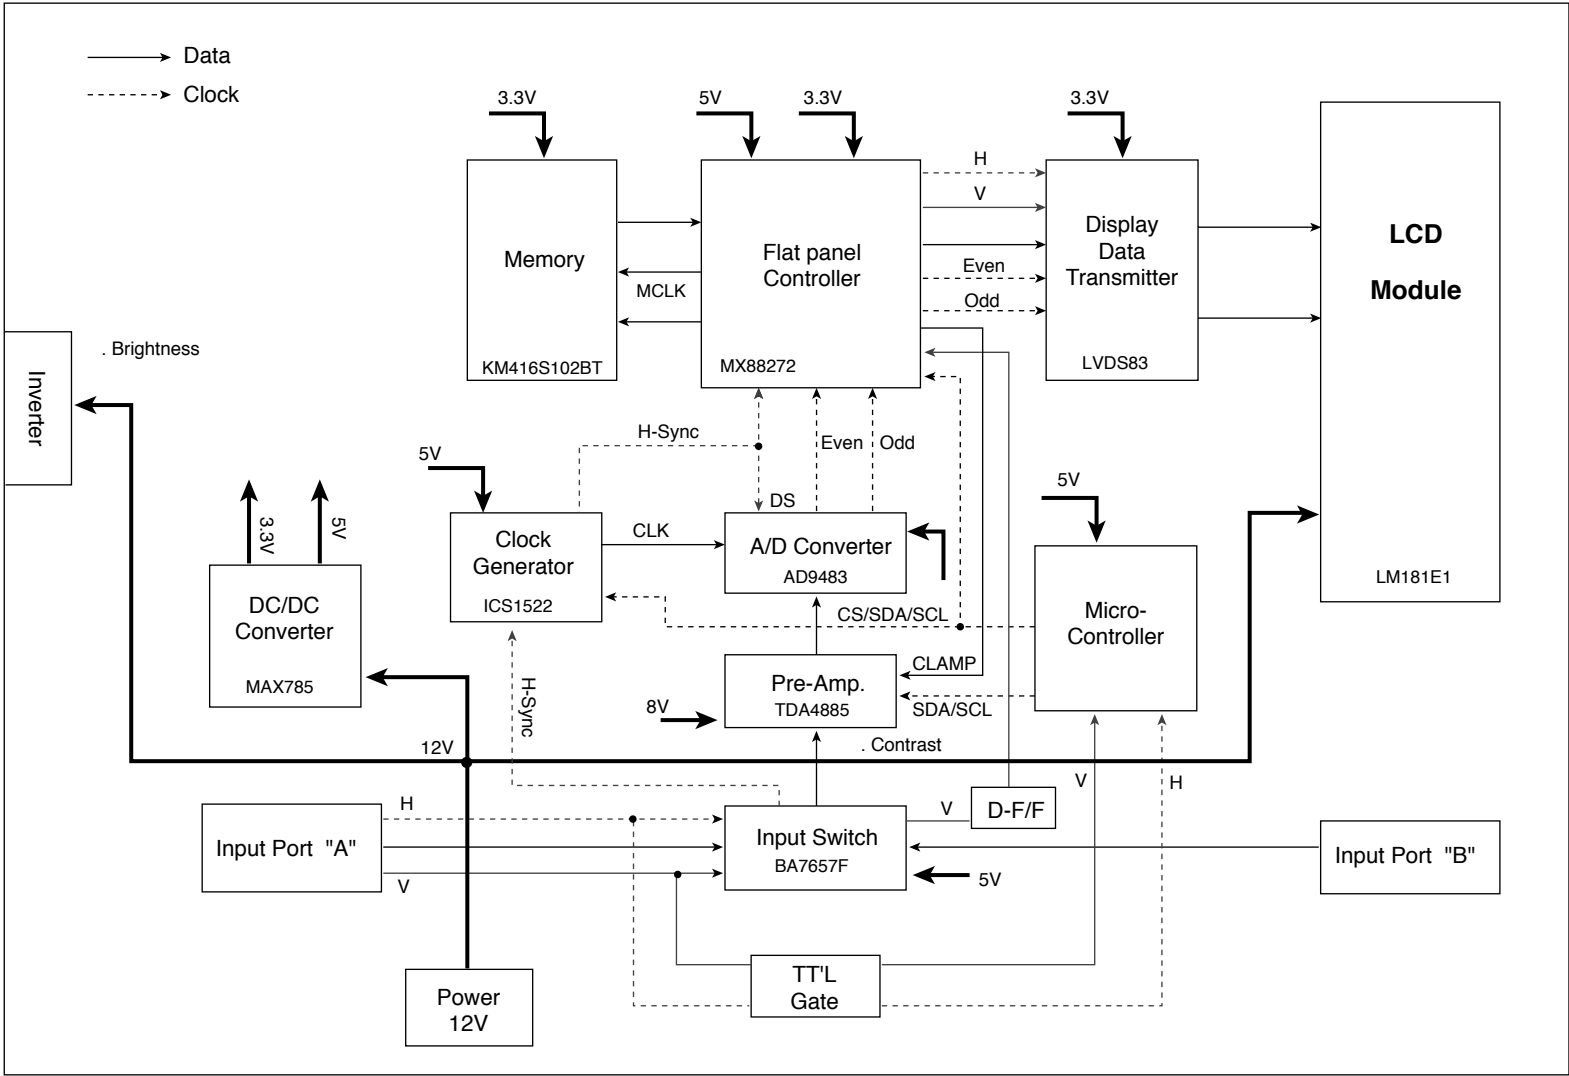 Data
Clock
3.3V
5V
3.3V
3.3V
H
V
Even
Odd
Memory
KM416S102BT
MCLK
Flat panel
Controller
MX88272
Display
Data
Transmitter
LVDS83
LCD
Module
LM181E1
. Brightness
Inverter
H-Sync
Even
Odd
5V
DS
5V
3.3V
5V
Clock
Generator
ICS1522
CLK
A/D Converter
AD9483
CS/SDA/SCL
Micro-
Controller
DC/DC
Converter
MAX785
H-Sync
CLAMP
Pre-Amp.
TDA4885
SDA/SCL
8V
12V
. Contrast
V
H
H
V
D-F/F
Input Port "A"
Input Switch
BA7657F
Input Port "B"
V
5V
TT'L
Gate
Power
12V